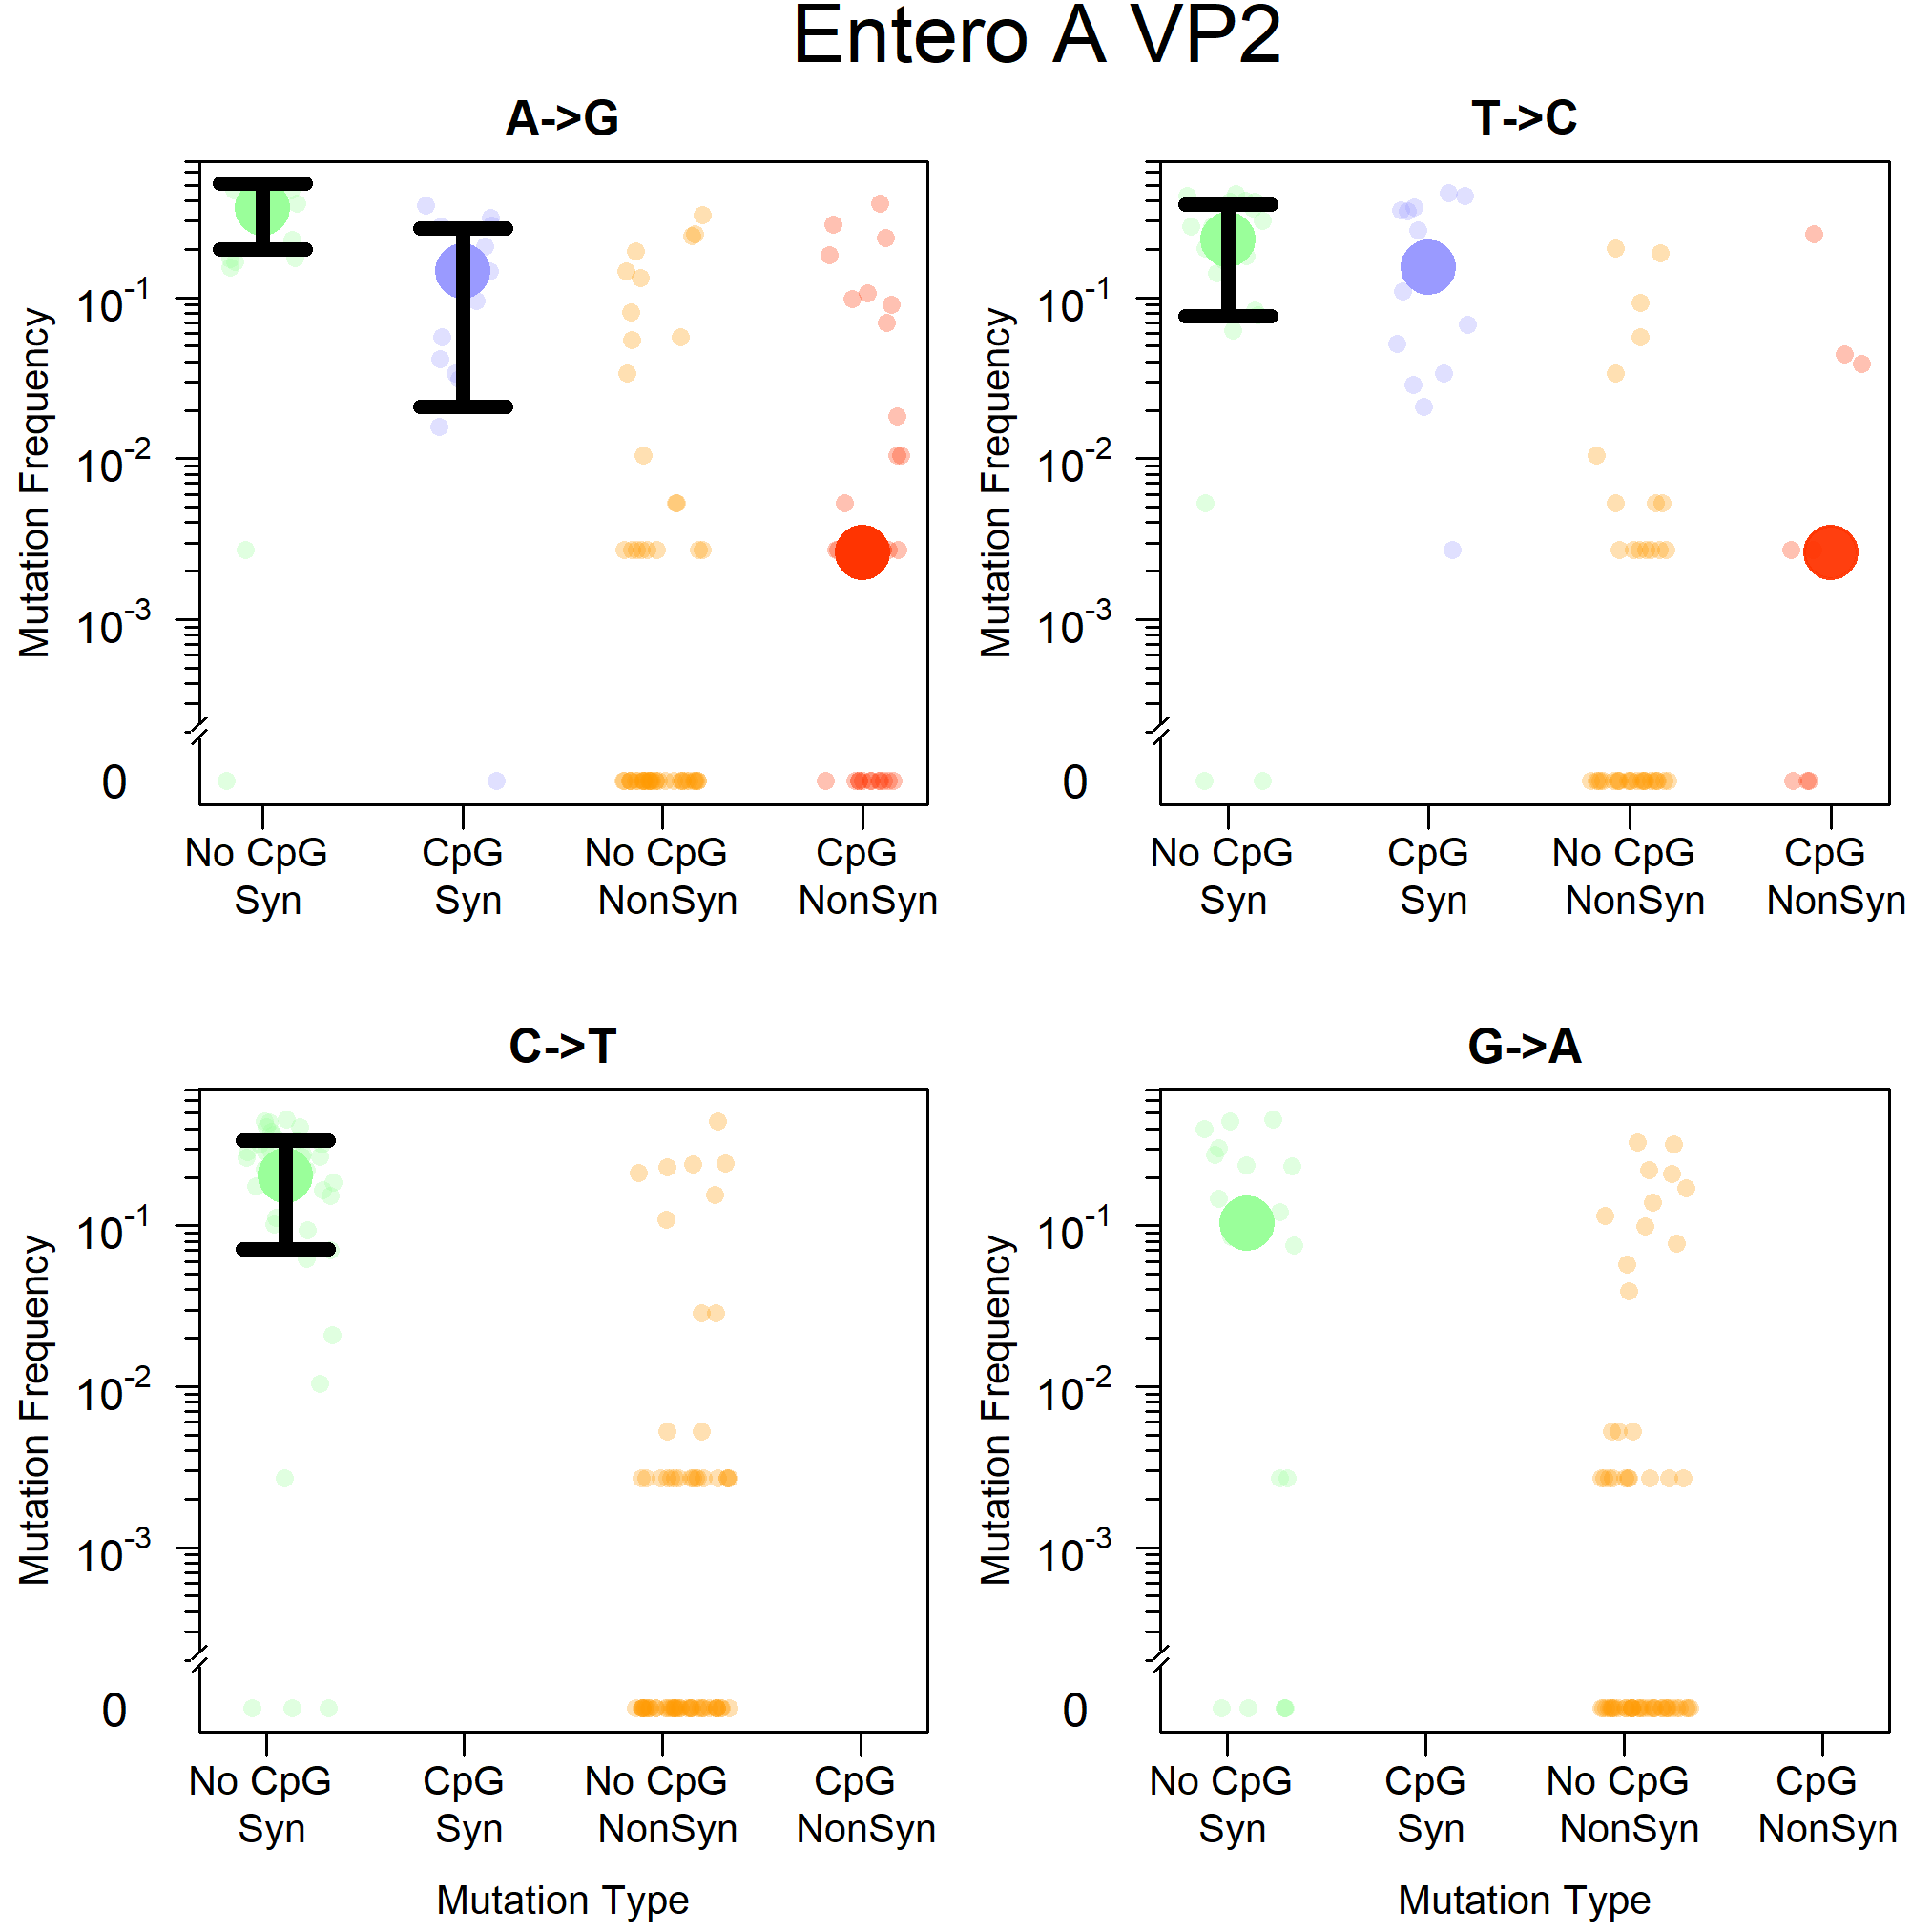 Entero A VP2
A->G
T->C
Mutation Frequency
10-1
10-2
10-3
0
No CpG Syn
CpG Syn
No CpG NonSyn
CpG NonSyn
Mutation Frequency
10-1
10-2
10-3
0
No CpG Syn
CpG Syn
No CpG NonSyn
CpG NonSyn
C->T
G->A
Mutation Frequency
10-1
10-2
10-3
0
No CpG Syn
CpG Syn
No CpG NonSyn
CpG NonSyn
Mutation Type
Mutation Frequency
10-1
10-2
10-3
0
No CpG Syn
CpG Syn
No CpG NonSyn
CpG NonSyn
Mutation Type